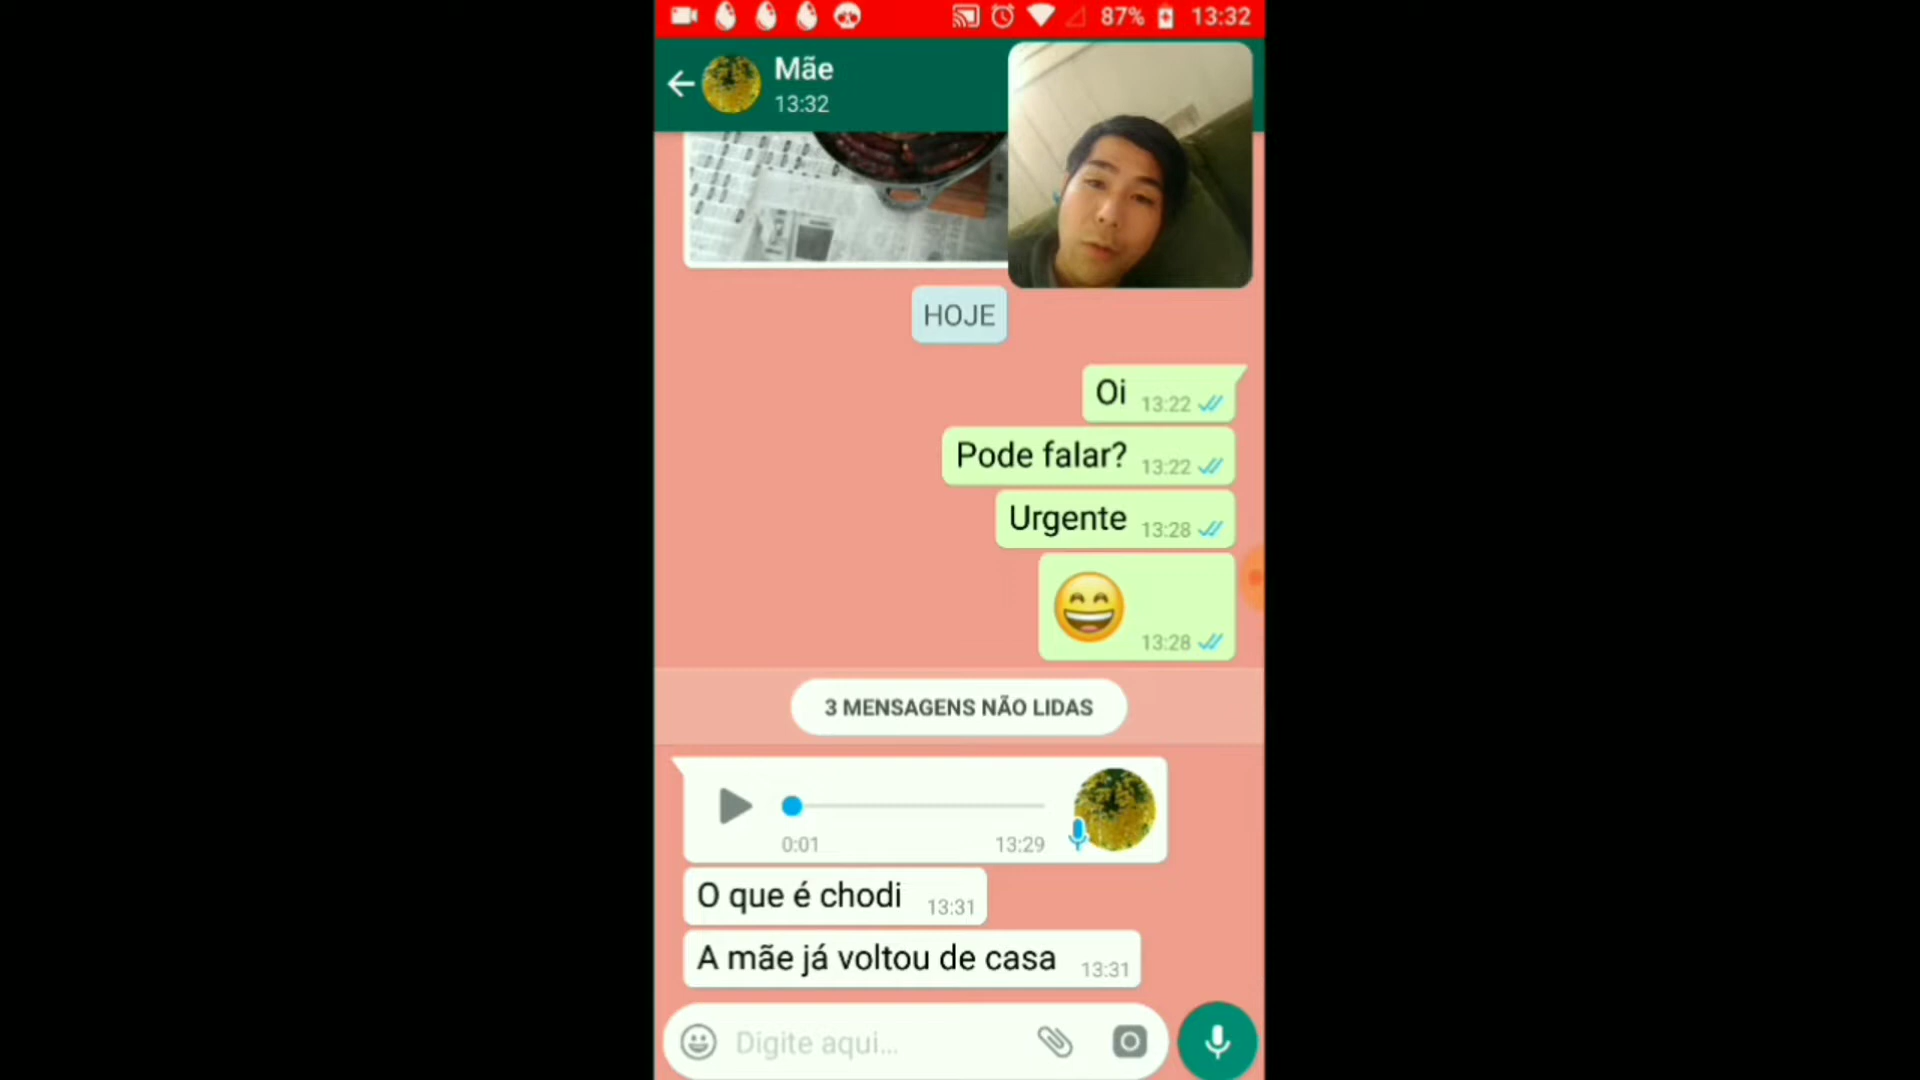 87% 13:32
Mãe
13:32
HOJE
Oi 13:22
Pode falar? 13:22
Urgente 13:28
😄 13:28
3 MENSAGENS NÃO LIDAS
0:01 13:29
O que é chodi 13:31
A mãe já voltou de casa 13:31
Digite aqui...